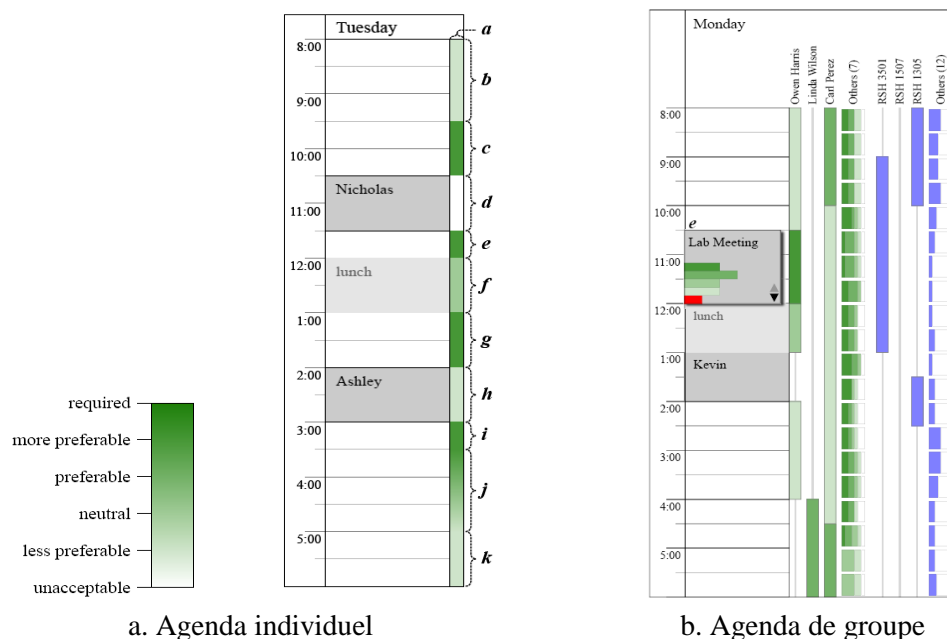 Tuesday
a
8:00
b
9:00
c
10:00
Nicholas
d
11:00
e
12:00
lunch
f
1:00
g
2:00
Ashley
h
3:00
i
4:00
j
5:00
k
required
more preferable
preferable
neutral
less preferable
unacceptable
a. Agenda individuel
Monday
Owen Harris
Linda Wilson
Carl Perez
Others (7)
RSH 3501
RSH 1507
RSH 1305
Others (12)
8:00
9:00
10:00
e
Lab Meeting
11:00
12:00
lunch
1:00
Kevin
2:00
3:00
4:00
5:00
b. Agenda de groupe